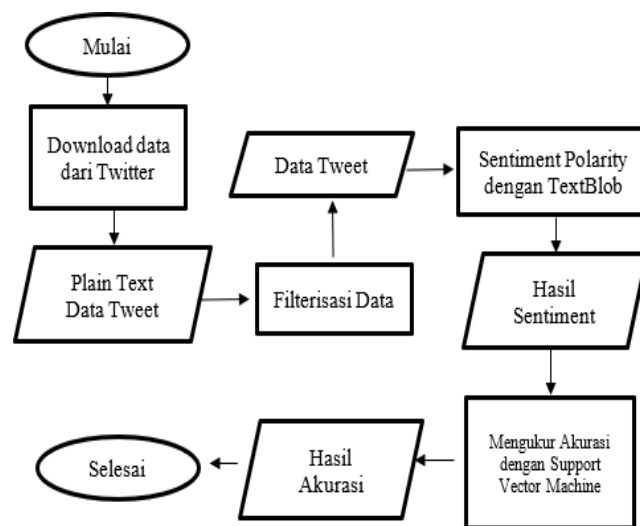 Mulai
Download data
dari Twitter
Plain Text
Data Tweet
Filterisasi Data
Data Tweet
Sentiment Polarity
dengan TextBlob
Hasil
Sentiment
Mengukur Akurasi
dengan Support
Vector Machine
Hasil
Akurasi
Selesai